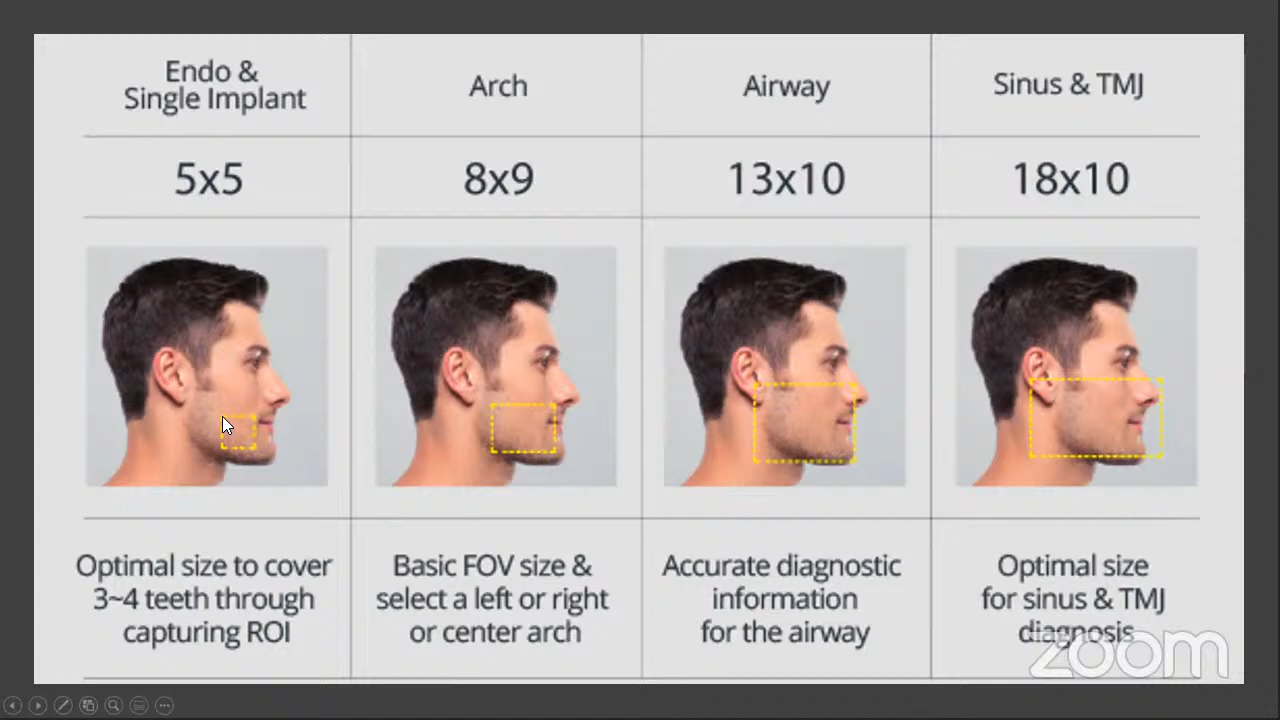 Endo &
Single Implant
Arch
Airway
Sinus & TMJ
5x5
8x9
13x10
18x10
Optimal size to cover
3~4 teeth through
capturing ROI
Basic FOV size &
select a left or right
or center arch
Accurate diagnostic
information
for the airway
Optimal size
for sinus & TMJ
diagnosis
zoom